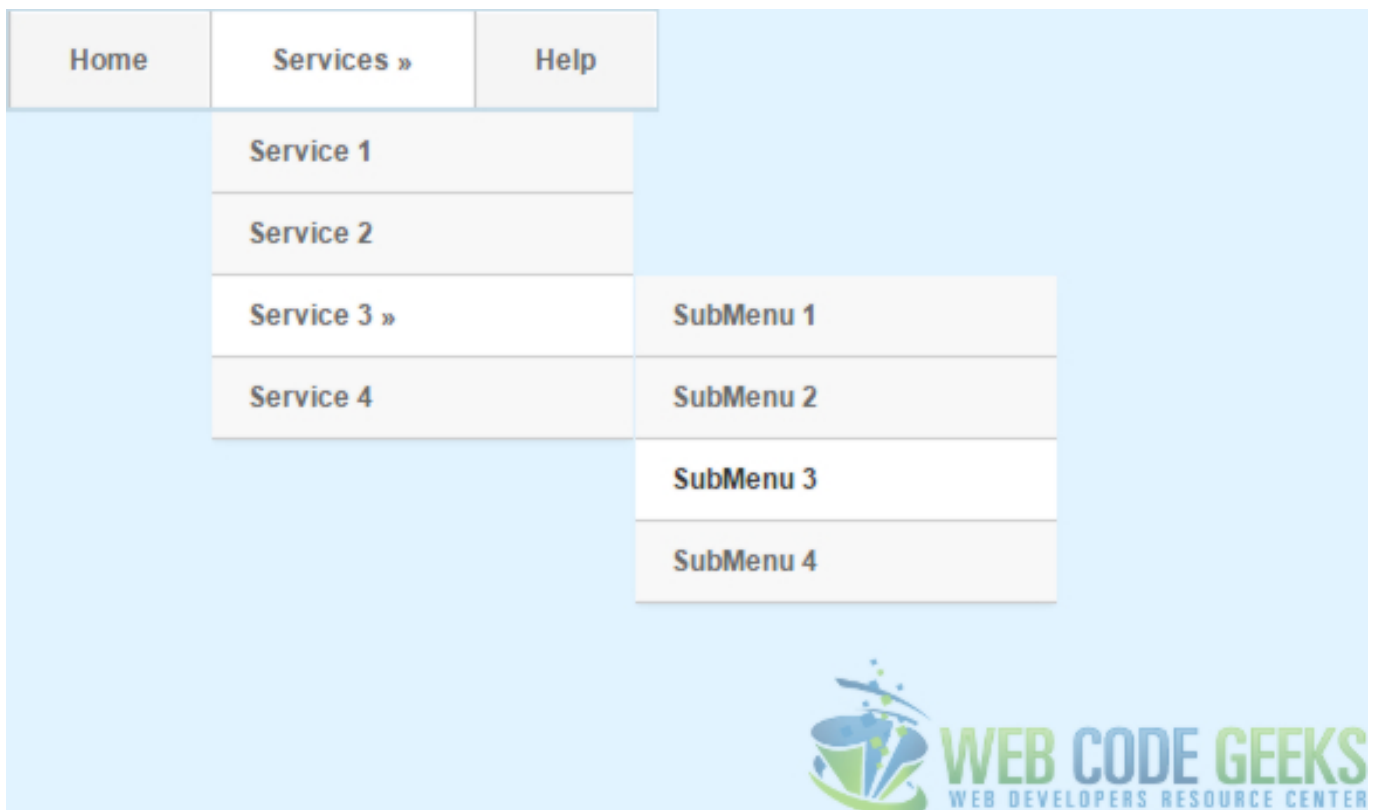 Home
Services »
Help
Service 1
Service 2
Service 3 »
Service 4
SubMenu 1
SubMenu 2
SubMenu 3
SubMenu 4
WEB CODE GEEKS
WEB DEVELOPERS RESOURCE CENTER